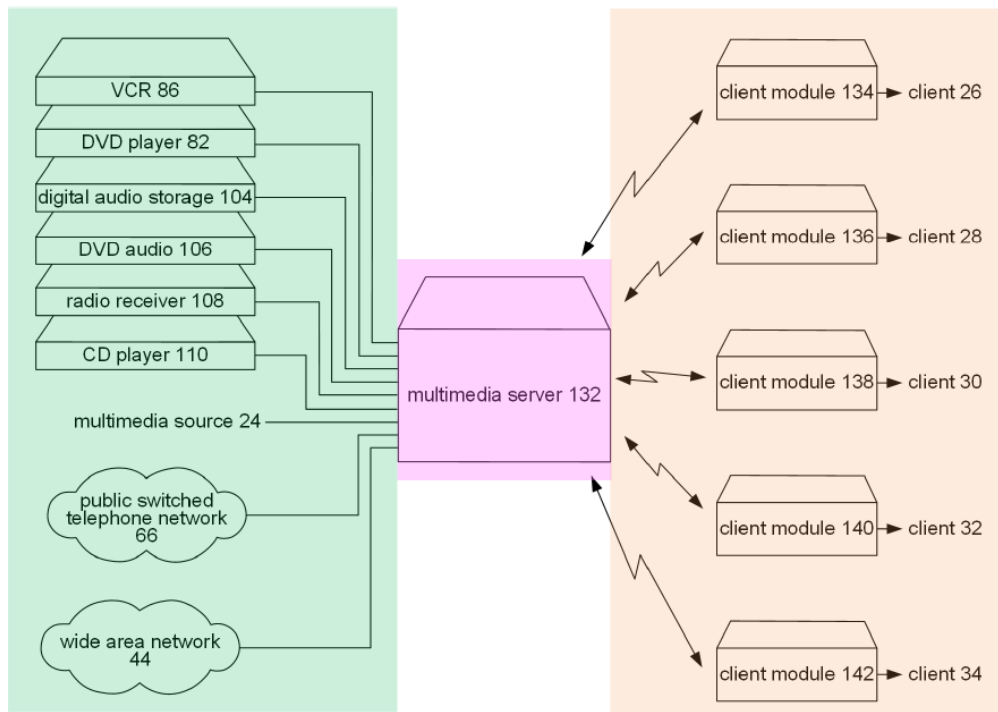 VCR 86
DVD player 82
digital audio storage 104
DVD audio 106
radio receiver 108
CD player 110
multimedia source 24
public switched
telephone network
66
wide area network
44
multimedia server 132
client module 134
client 26
client module 136
client 28
client module 138
client 30
client module 140
client 32
client module 142
client 34